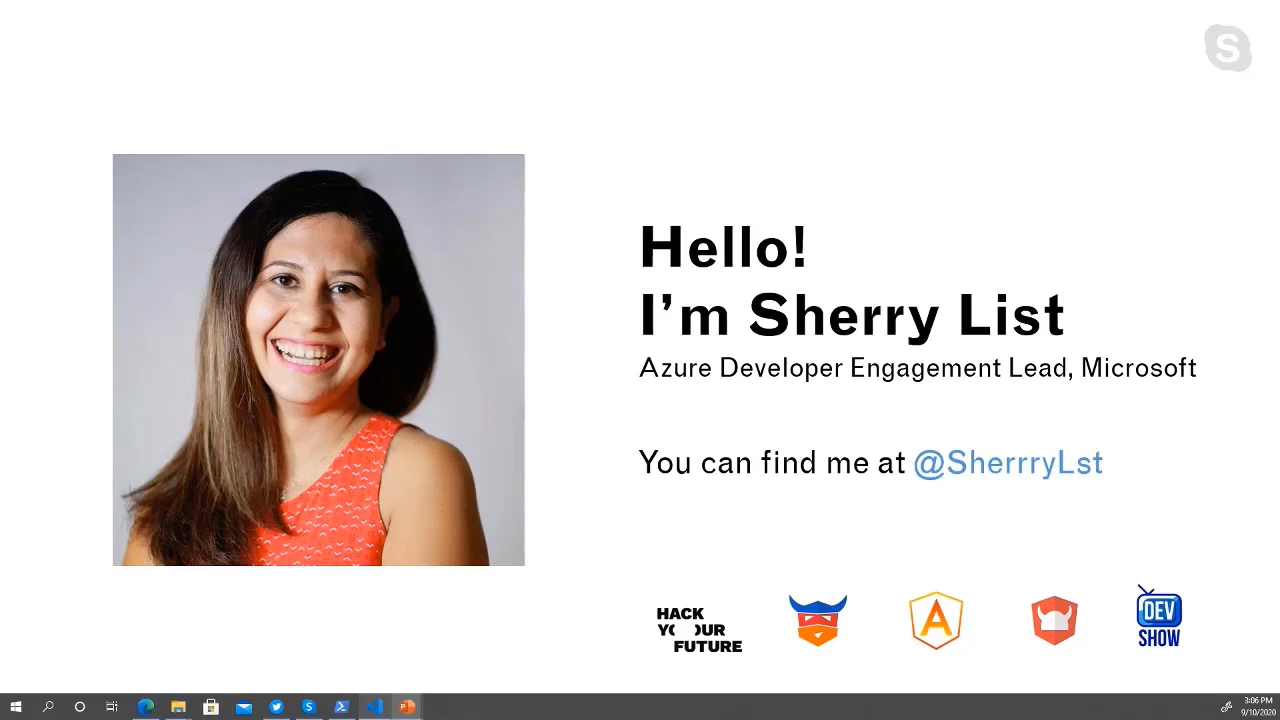 S
Hello!
I'm Sherry List
Azure Developer Engagement Lead, Microsoft
You can find me at @SherrryLst
HACK
YOUR
FUTURE
A
DEV
SHOW
3:06 PM
9/10/2020